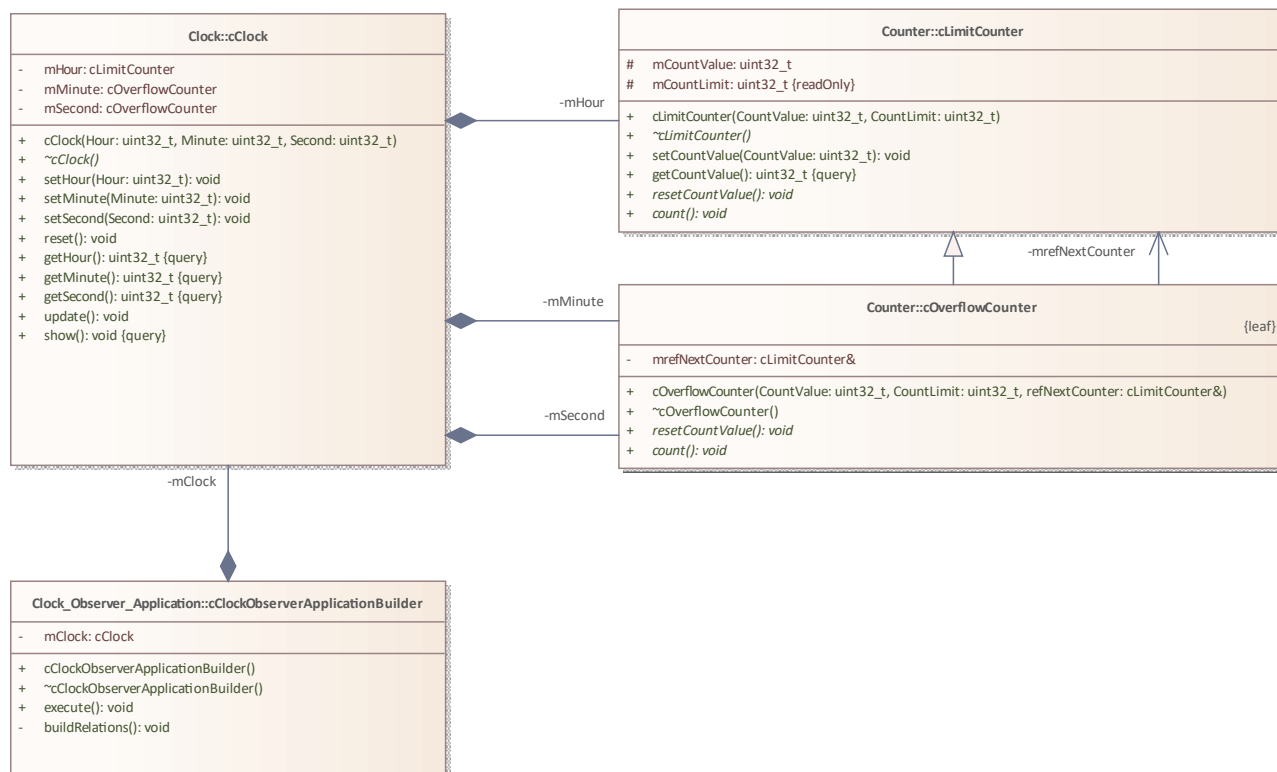 Clock::cClock
- mHour: cLimitCounter
- mMinute: cOverflowCounter
- mSecond: cOverflowCounter
+ cClock(Hour: uint32_t, Minute: uint32_t, Second: uint32_t)
+ ~cClock()
+ setHour(Hour: uint32_t): void
+ setMinute(Minute: uint32_t): void
+ setSecond(Second: uint32_t): void
+ reset(): void
+ getHour(): uint32_t {query}
+ getMinute(): uint32_t {query}
+ getSecond(): uint32_t {query}
+ update(): void
+ show(): void {query}
-mHour
-mMinute
-mSecond
Counter::cLimitCounter
# mCountValue: uint32_t
# mCountLimit: uint32_t {readOnly}
+ cLimitCounter(CountValue: uint32_t, CountLimit: uint32_t)
+ ~cLimitCounter()
+ setCountValue(CountValue: uint32_t): void
+ getCountValue(): uint32_t {query}
+ resetCountValue(): void
+ count(): void
-mrefNextCounter
Counter::cOverflowCounter
{leaf}
- mrefNextCounter: cLimitCounter&
+ cOverflowCounter(CountValue: uint32_t, CountLimit: uint32_t, refNextCounter: cLimitCounter&)
+ ~cOverflowCounter()
+ resetCountValue(): void
+ count(): void
-mClock
Clock_Observer_Application::cClockObserverApplicationBuilder
- mClock: cClock
+ cClockObserverApplicationBuilder()
+ ~cClockObserverApplicationBuilder()
+ execute(): void
- buildRelations(): void